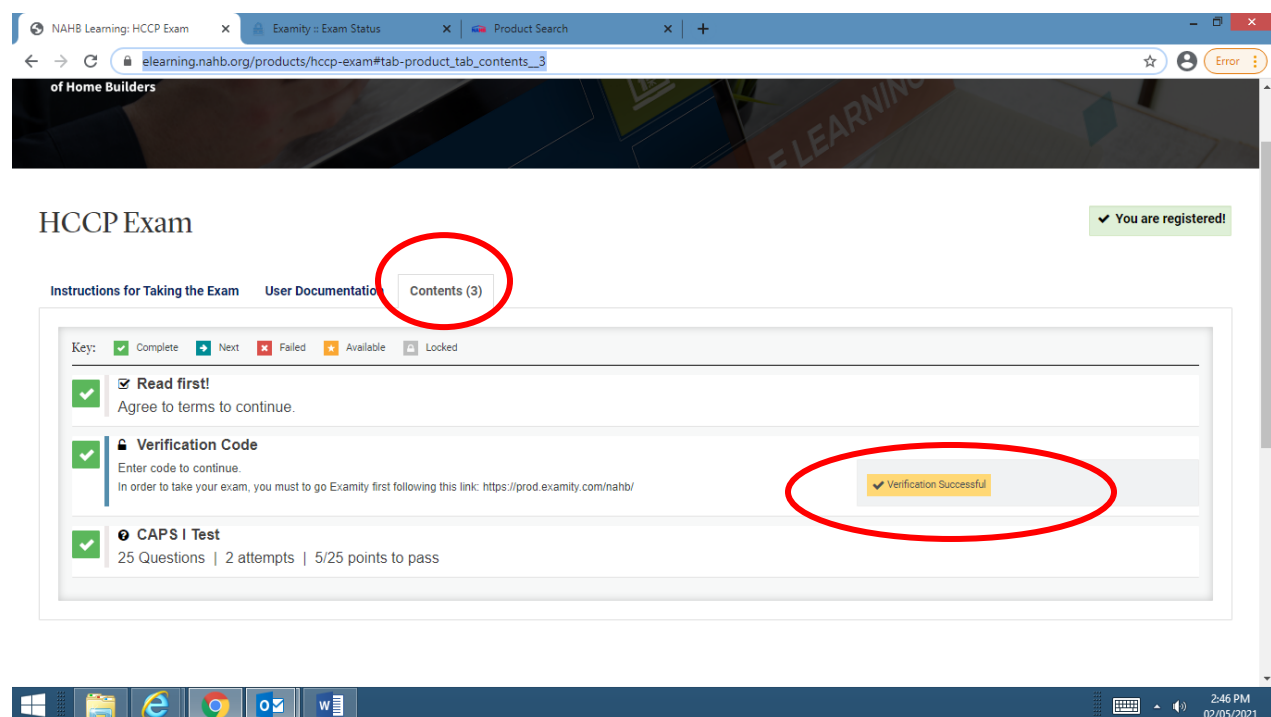 NAHB Learning: HCCP Exam
Examity :: Exam Status
Product Search
elearning.nahb.org/products/hccp-exam#tab-product_tab_contents__3
Error
of Home Builders
E LEARNING
HCCP Exam
You are registered!
Instructions for Taking the Exam
User Documentation
Contents (3)
Key:
Complete
Next
Failed
Available
Locked
Read first!
Agree to terms to continue.
Verification Code
Enter code to continue.
In order to take your exam, you must to go Examity first following this link: https://prod.examity.com/nahb/
Verification Successful
CAPS I Test
25 Questions | 2 attempts | 5/25 points to pass
2:46 PM
02/05/2021